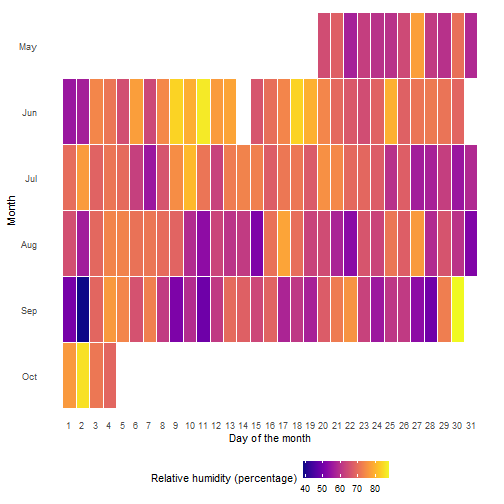 May
Jun
Jul
Aug
Sep
Oct
Month
1 2 3 4 5 6 7 8 9 10 11 12 13 14 15 16 17 18 19 20 21 22 23 24 25 26 27 28 29 30 31
Day of the month
Relative humidity (percentage)
40 50 60 70 80